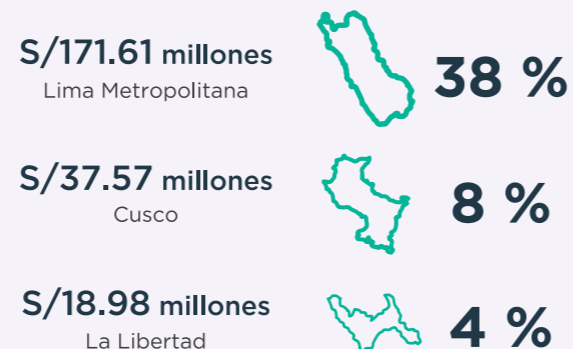 S/171.61 millones
Lima Metropolitana
38 %
S/37.57 millones
Cusco
8 %
S/18.98 millones
La Libertad
4 %